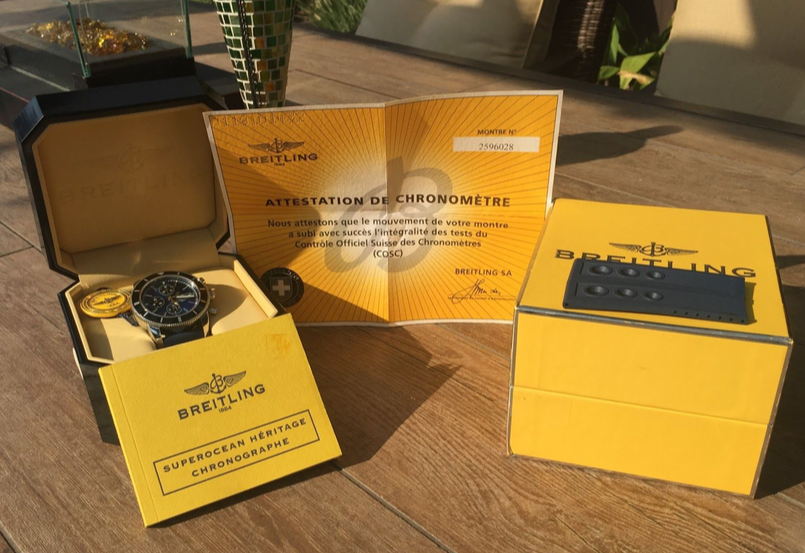 BREITLING
1884
MONTRE N°
2596028
ATTESTATION DE CHRONOMÈTRE
Nous attestons que le mouvement de votre montre
a subi avec succès l'intégralité des tests du
Contrôle Officiel Suisse des Chronomètres
(COSC)
BREITLING SA
BREITLING
1884
SUPEROCEAN HÉRITAGE
CHRONOGRAPHE
BREITLING
BREITLING